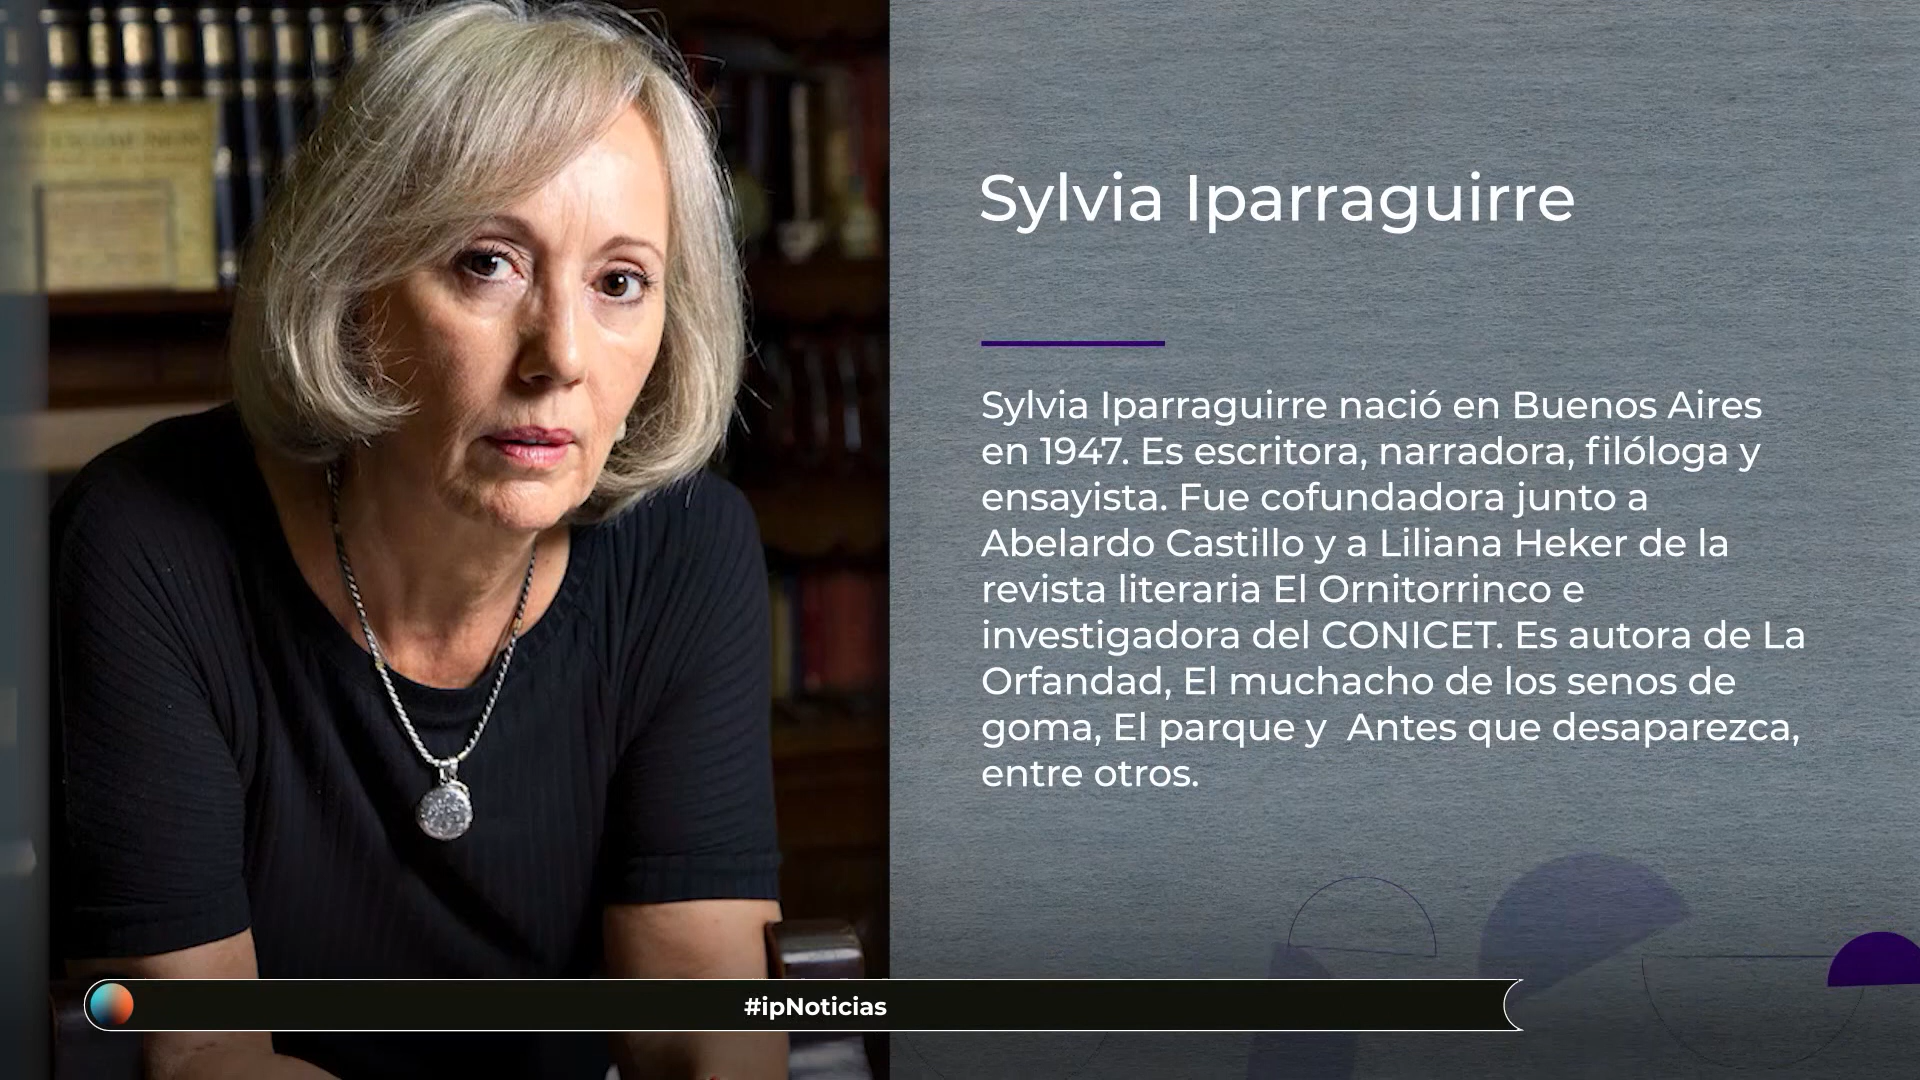 Sylvia Iparraguirre
Sylvia Iparraguirre nació en Buenos Aires
en 1947. Es escritora, narradora, filóloga y
ensayista. Fue cofundadora junto a
Abelardo Castillo y a Liliana Heker de la
revista literaria El Ornitorrinco e
investigadora del CONICET. Es autora de La
Orfandad, El muchacho de los senos de
goma, El parque y  Antes que desaparezca,
entre otros.
#ipNoticias